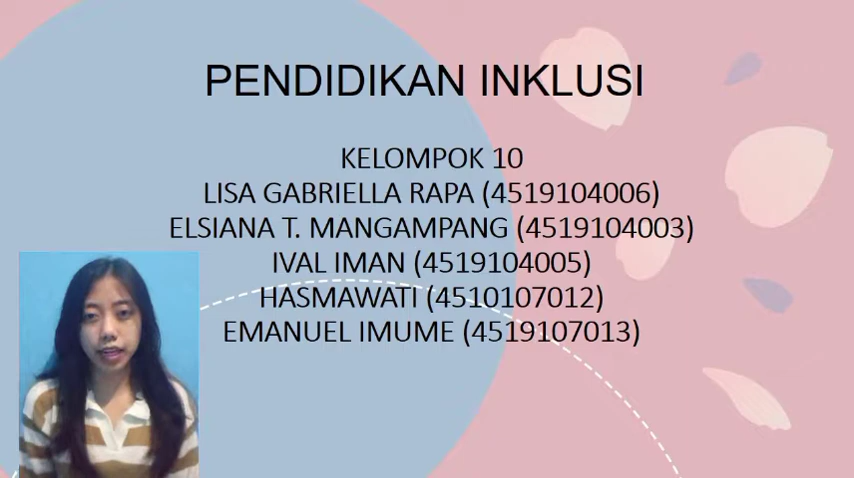 PENDIDIKAN INKLUSI
KELOMPOK 10
LISA GABRIELLA RAPA (4519104006)
ELSIANA T. MANGAMPANG (4519104003)
IVAL IMAN (4519104005)
HASMAWATI (4510107012)
EMANUEL IMUME (4519107013)